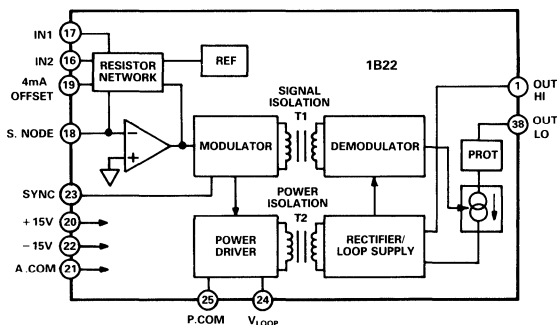 IN1 17
IN2 16
4mA OFFSET 19
RESISTOR NETWORK
REF
1B22
SIGNAL ISOLATION
T1
1 OUT HI
38 OUT LO
S. NODE 18
−
+
MODULATOR
DEMODULATOR
PROT
SYNC 23
POWER ISOLATION
T2
+15V 20
−15V 22
A.COM 21
POWER DRIVER
RECTIFIER/ LOOP SUPPLY
25
24
P.COM
VLOOP